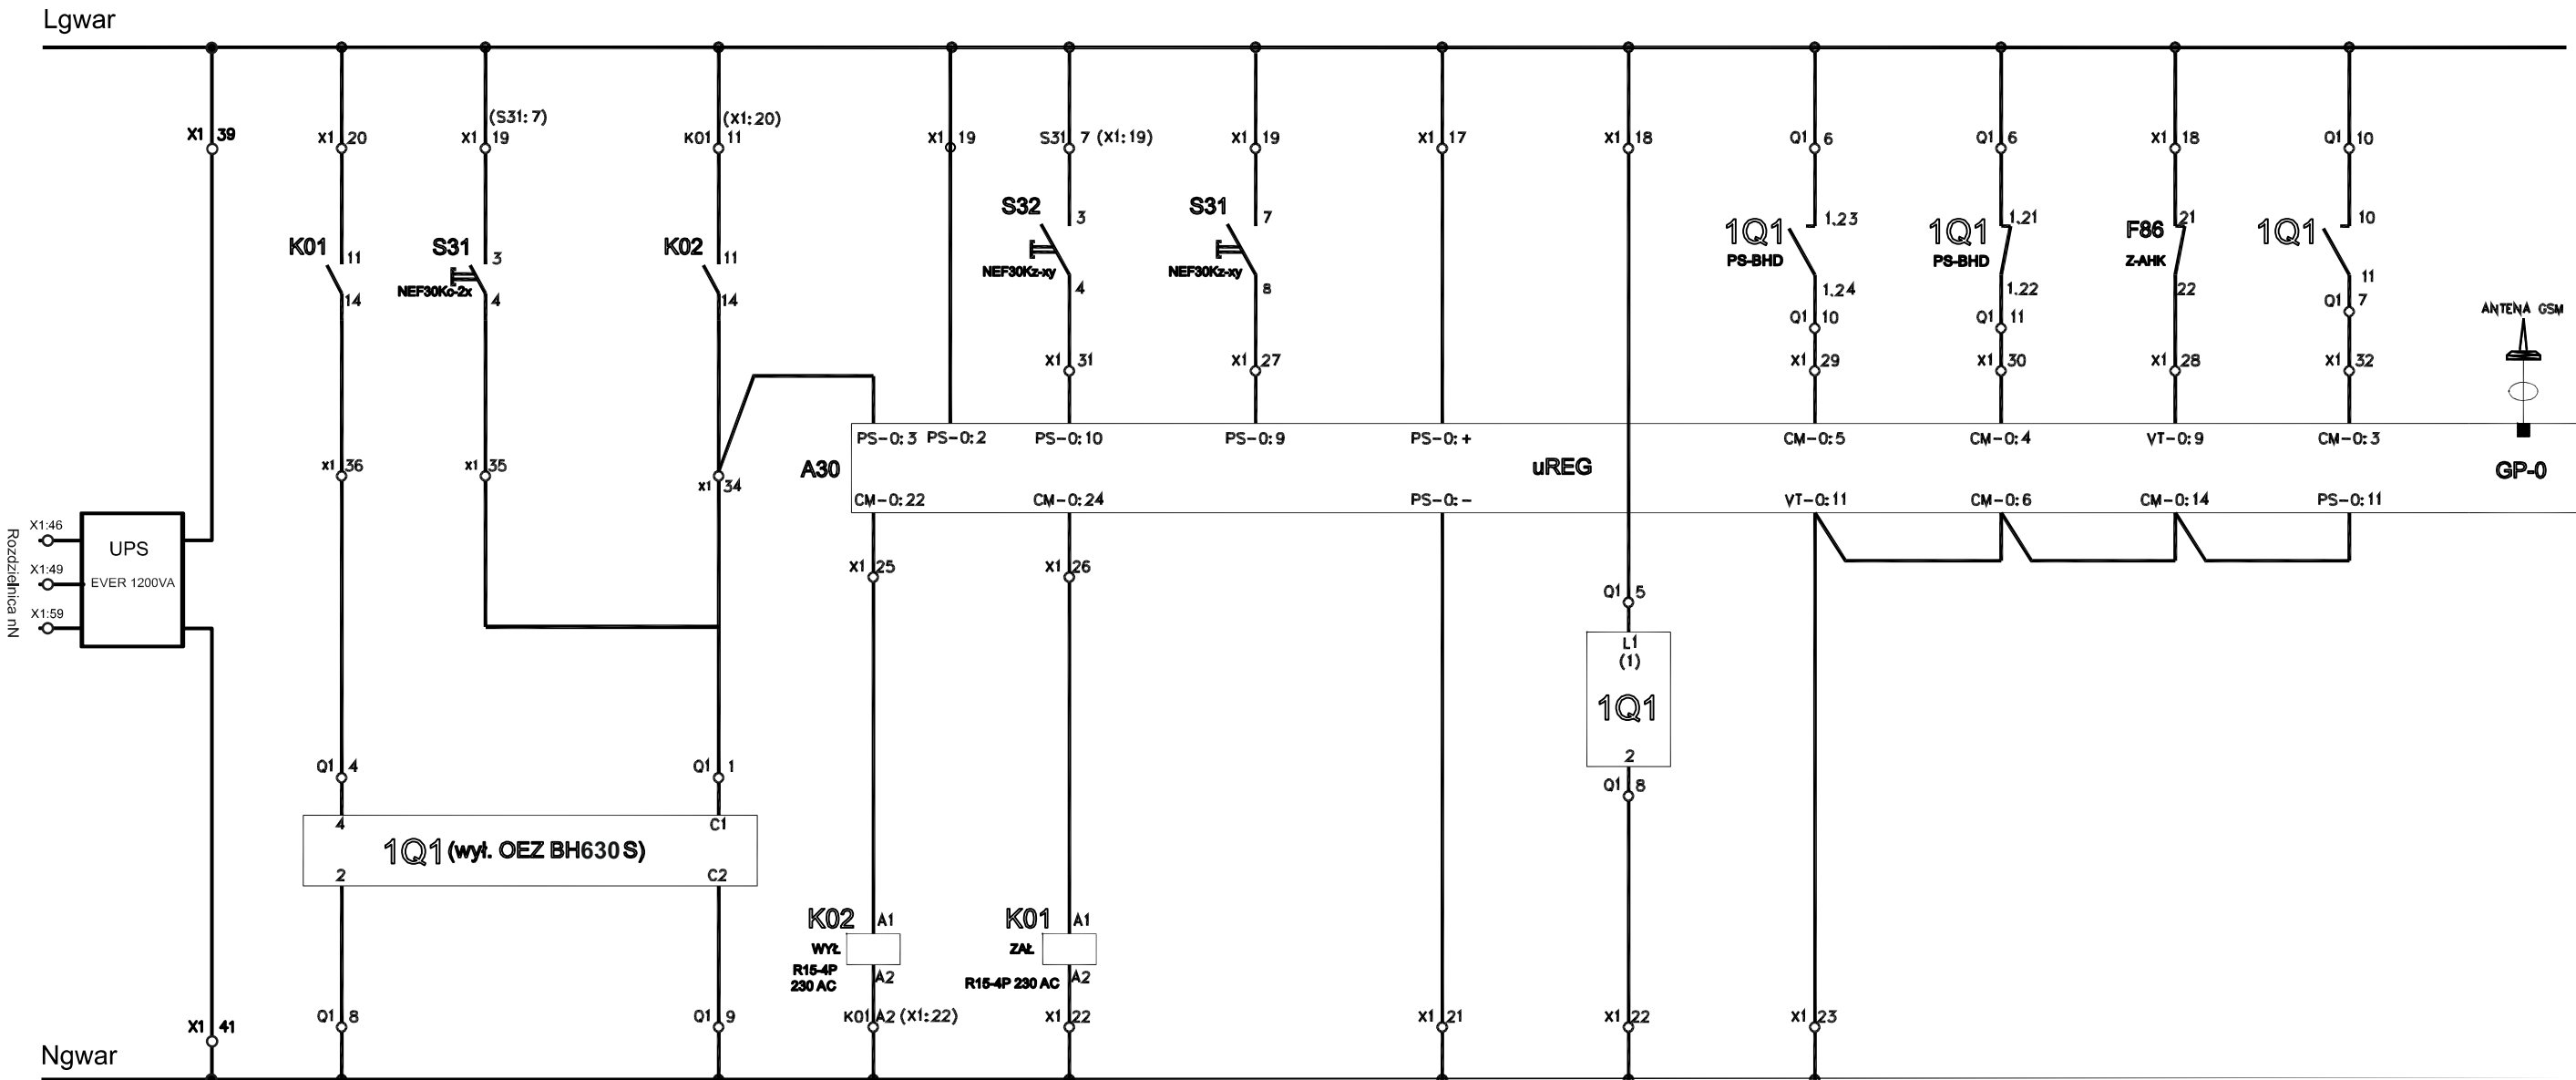 Lgwar
X1 39
X1 20
(S31:7)
X1 19
(X1:20)
K01 11
X1 19
S31 7 (X1:19)
X1 19
X1 17
X1 18
Q1 6
Q1 6
X1 18
Q1 10
K01
11
14
S31
3
NEF30Kc-2x
4
K02
11
14
S32
3
NEF30Kz-xy
4
S31
7
NEF30Kz-xy
8
1Q1
1.23
PS-BHD
1.24
1Q1
1.21
PS-BHD
1.22
F86
21
Z-AHK
22
1Q1
10
11
Q1 10
Q1 11
Q1 7
ANTENA GSM
X1 31
X1 27
X1 29
X1 30
X1 28
X1 32
X1 36
X1 35
X1 34
A30
PS-0:3
PS-0:2
PS-0:10
PS-0:9
PS-0:+
CM-0:5
CM-0:4
VT-0:9
CM-0:3
uREG
GP-0
CM-0:22
CM-0:24
PS-0:-
VT-0:11
CM-0:6
CM-0:14
PS-0:11
Rozdzielnica nN
X1:46
X1:49
X1:59
UPS
EVER 1200VA
X1 25
X1 26
Q1 5
L1
(1)
1Q1
2
Q1 8
Q1 4
Q1 1
4
C1
1Q1 (wył. OEZ BH630S)
2
C2
K02
A1
WYŁ
R15-4P
230 AC
A2
K01
A1
ZAŁ
R15-4P 230 AC
A2
X1 41
Q1 8
Q1 9
K01 A2 (X1:22)
X1 22
X1 21
X1 22
X1 23
Ngwar